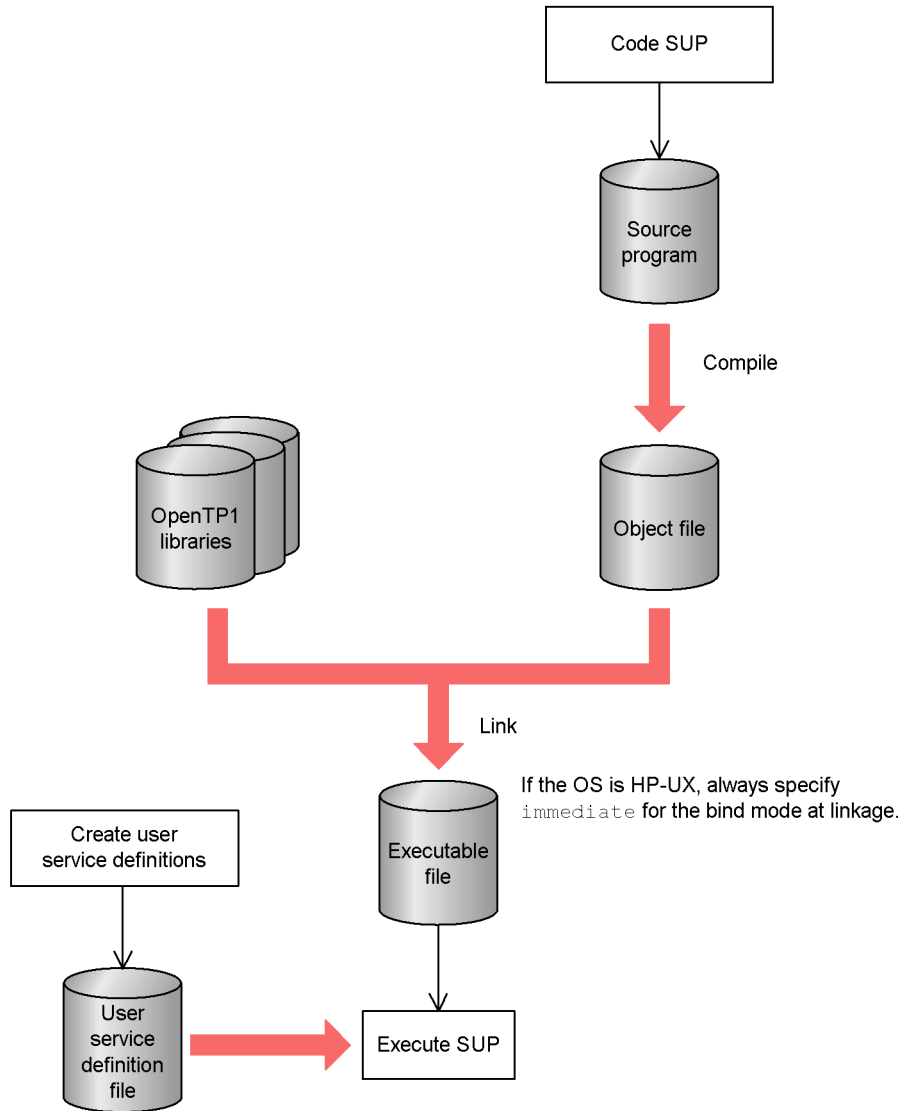 Code SUP
Source
program
Compile
OpenTP1
libraries
Object file
Link
If the OS is HP-UX, always specify
immediate for the bind mode at linkage.
Create user
service definitions
Executable
file
User
service
definition
file
Execute SUP